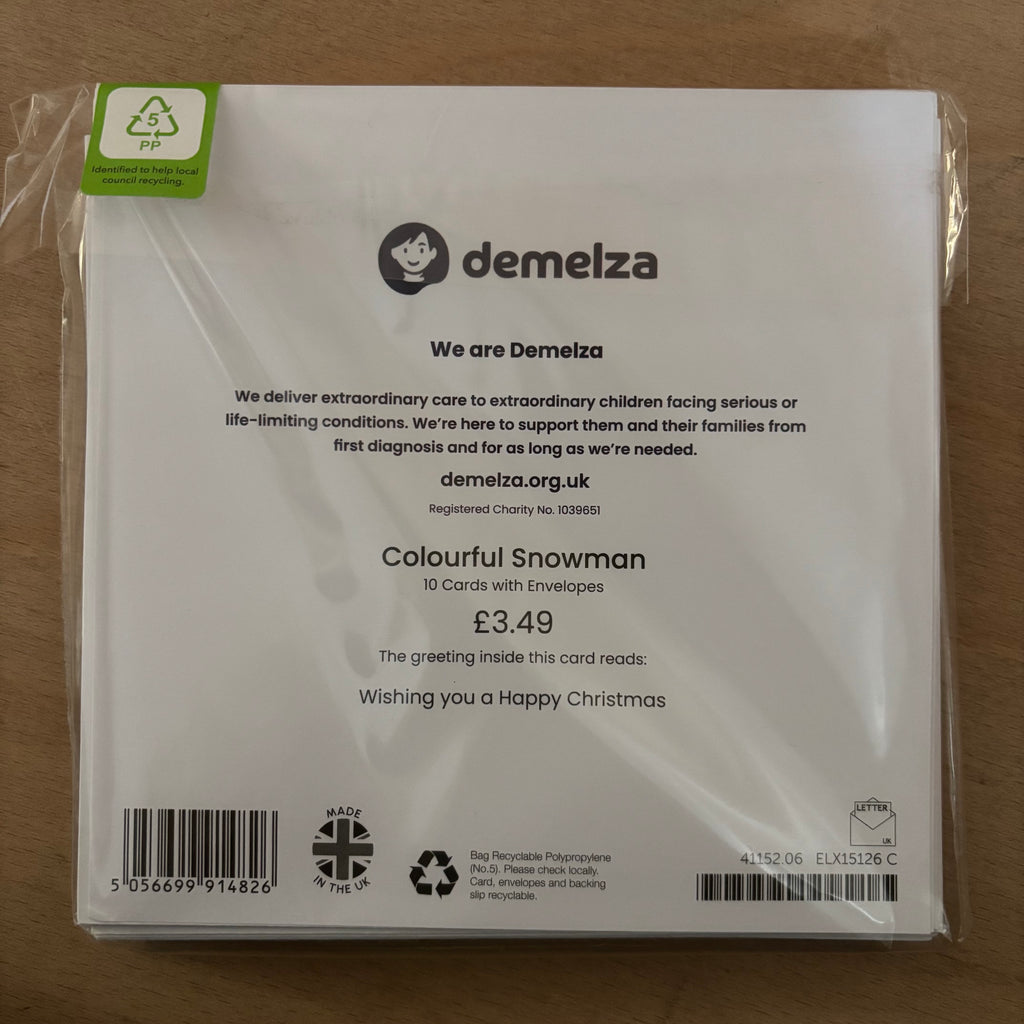 5
PP
Identified to help local
council recycling.
demelza
We are Demelza
We deliver extraordinary care to extraordinary children facing serious or
life-limiting conditions. We're here to support them and their families from
first diagnosis and for as long as we're needed.
demelza.org.uk
Registered Charity No. 1039651
Colourful Snowman
10 Cards with Envelopes
£3.49
The greeting inside this card reads:
Wishing you a Happy Christmas
5 056699 914826
MADE
IN THE UK
Bag Recyclable Polypropylene
(No.5). Please check locally.
Card, envelopes and backing
slip recyclable.
LETTER
UK
41152.06 ELX15126 C